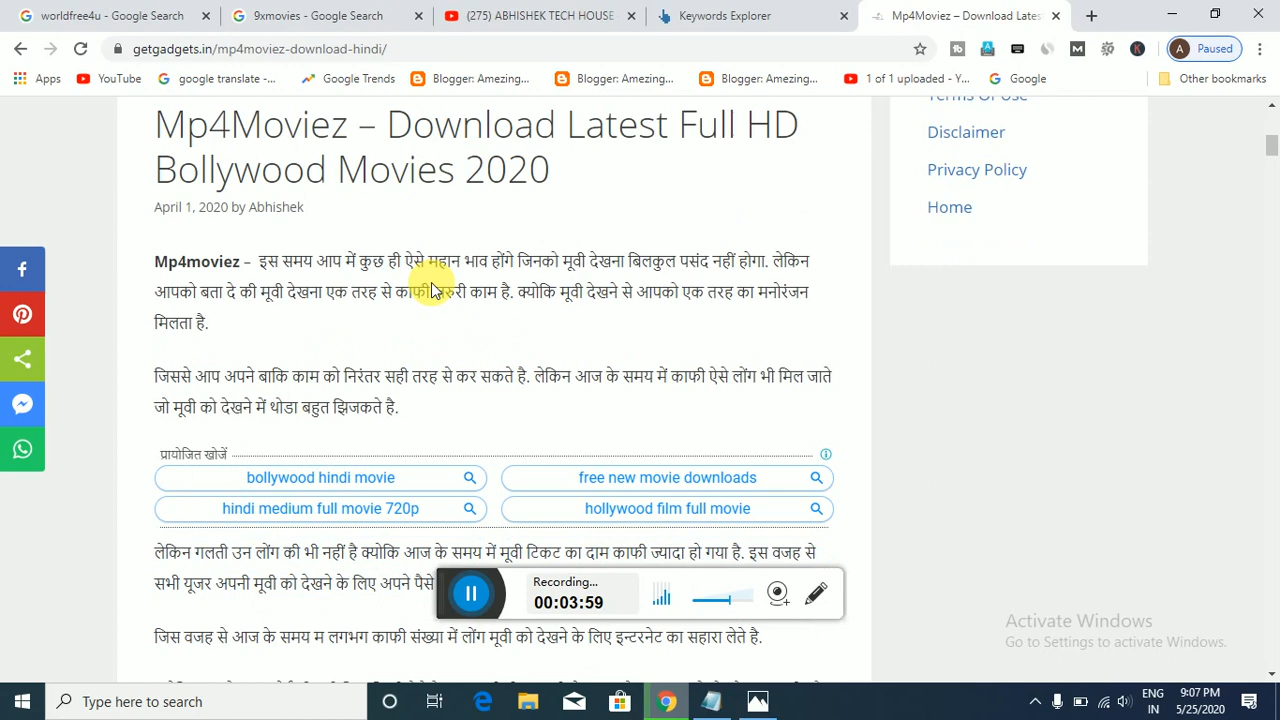 worldfree4u - Google Search
9xmovies - Google Search
(275) ABHISHEK TECH HOUSE
Keywords Explorer
Mp4Moviez – Download Latest
getgadgets.in/mp4moviez-download-hindi/
A Paused
Apps
YouTube
google translate -...
Google Trends
Blogger: Amezing...
Blogger: Amezing...
Blogger: Amezing...
1 of 1 uploaded - Y...
Google
Other bookmarks
Mp4Moviez – Download Latest Full HD
Bollywood Movies 2020
April 1, 2020 by Abhishek
Mp4moviez – इस समय आप में कुछ ही ऐसे महान भाव होंगे जिनको मूवी देखना बिलकुल पसंद नहीं होगा. लेकिन
आपको बता दे की मूवी देखना एक तरह से काफी जरुरी काम है. क्योकि मूवी देखने से आपको एक तरह का मनोरंजन
मिलता है.
जिससे आप अपने बाकि काम को निरंतर सही तरह से कर सकते है. लेकिन आज के समय में काफी ऐसे लोंग भी मिल जाते
जो मूवी को देखने में थोडा बहुत झिजकते है.
प्रायोजित खोजें
bollywood hindi movie
free new movie downloads
hindi medium full movie 720p
hollywood film full movie
लेकिन गलती उन लोंग की भी नहीं है क्योकि आज के समय में मूवी टिकट का दाम काफी ज्यादा हो गया है. इस वजह से
सभी यूजर अपनी मूवी को देखने के लिए अपने पैसे
जिस वजह से आज के समय म लगभग काफी संख्या में लोंग मूवी को देखने के लिए इन्टरनेट का सहारा लेते है.
Terms Of Use
Disclaimer
Privacy Policy
Home
Recording...
00:03:59
Activate Windows
Go to Settings to activate Windows.
Type here to search
ENG
IN
9:07 PM
5/25/2020